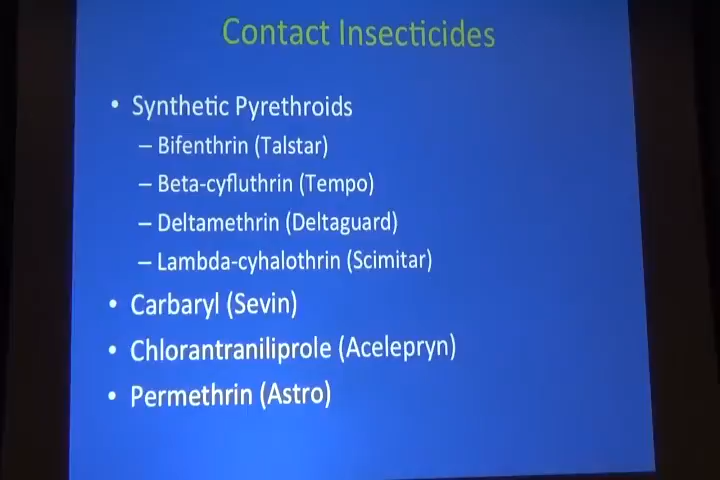 Contact Insecticides
• Synthetic Pyrethroids
– Bifenthrin (Talstar)
– Beta-cyfluthrin (Tempo)
– Deltamethrin (Deltaguard)
– Lambda-cyhalothrin (Scimitar)
• Carbaryl (Sevin)
• Chlorantraniliprole (Acelepryn)
• Permethrin (Astro)